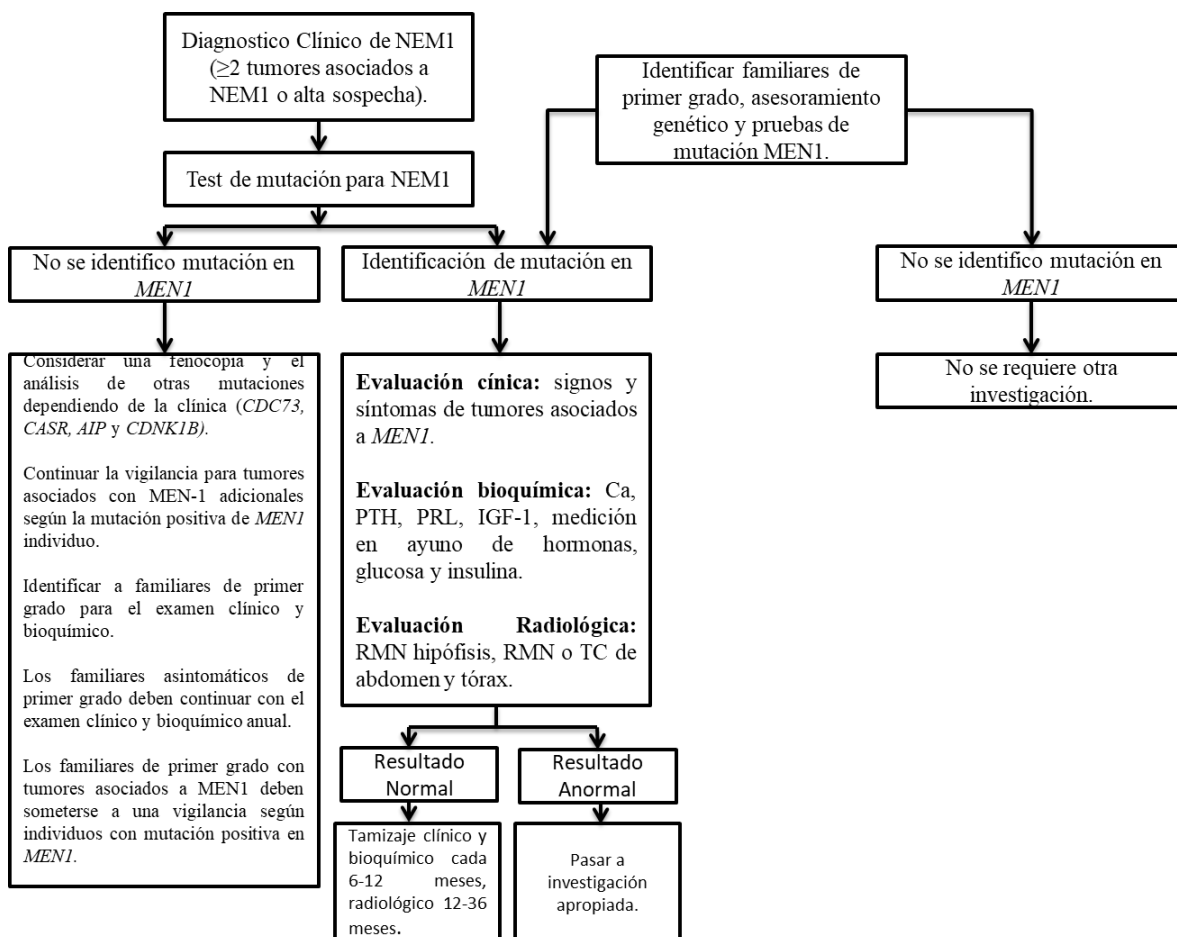 Diagnostico Clínico de NEM1
(≥2 tumores asociados a
NEM1 o alta sospecha).
Identificar familiares de
primer grado, asesoramiento
genético y pruebas de
mutación MEN1.
Test de mutación para NEM1
No se identifico mutación en
MEN1
Identificación de mutación en
MEN1
No se identifico mutación en
MEN1
Considerar una fenocopia y el
análisis de otras mutaciones
dependiendo de la clínica (CDC73,
CASR, AIP y CDNK1B).
Continuar la vigilancia para tumores
asociados con MEN-1 adicionales
según la mutación positiva de MEN1
individuo.
Identificar a familiares de primer
grado para el examen clínico y
bioquímico.
Los familiares asintomáticos de
primer grado deben continuar con el
examen clínico y bioquímico anual.
Los familiares de primer grado con
tumores asociados a MEN1 deben
someterse a una vigilancia según
individuos con mutación positiva en
MEN1.
Evaluación cínica: signos y
síntomas de tumores asociados
a MEN1.
Evaluación bioquímica: Ca,
PTH, PRL, IGF-1, medición
en ayuno de hormonas,
glucosa y insulina.
Evaluación Radiológica:
RMN hipófisis, RMN o TC de
abdomen y tórax.
No se requiere otra
investigación.
Resultado
Normal
Resultado
Anormal
Tamizaje clínico y
bioquímico cada
6-12 meses,
radiológico 12-36
meses.
Pasar a
investigación
apropiada.